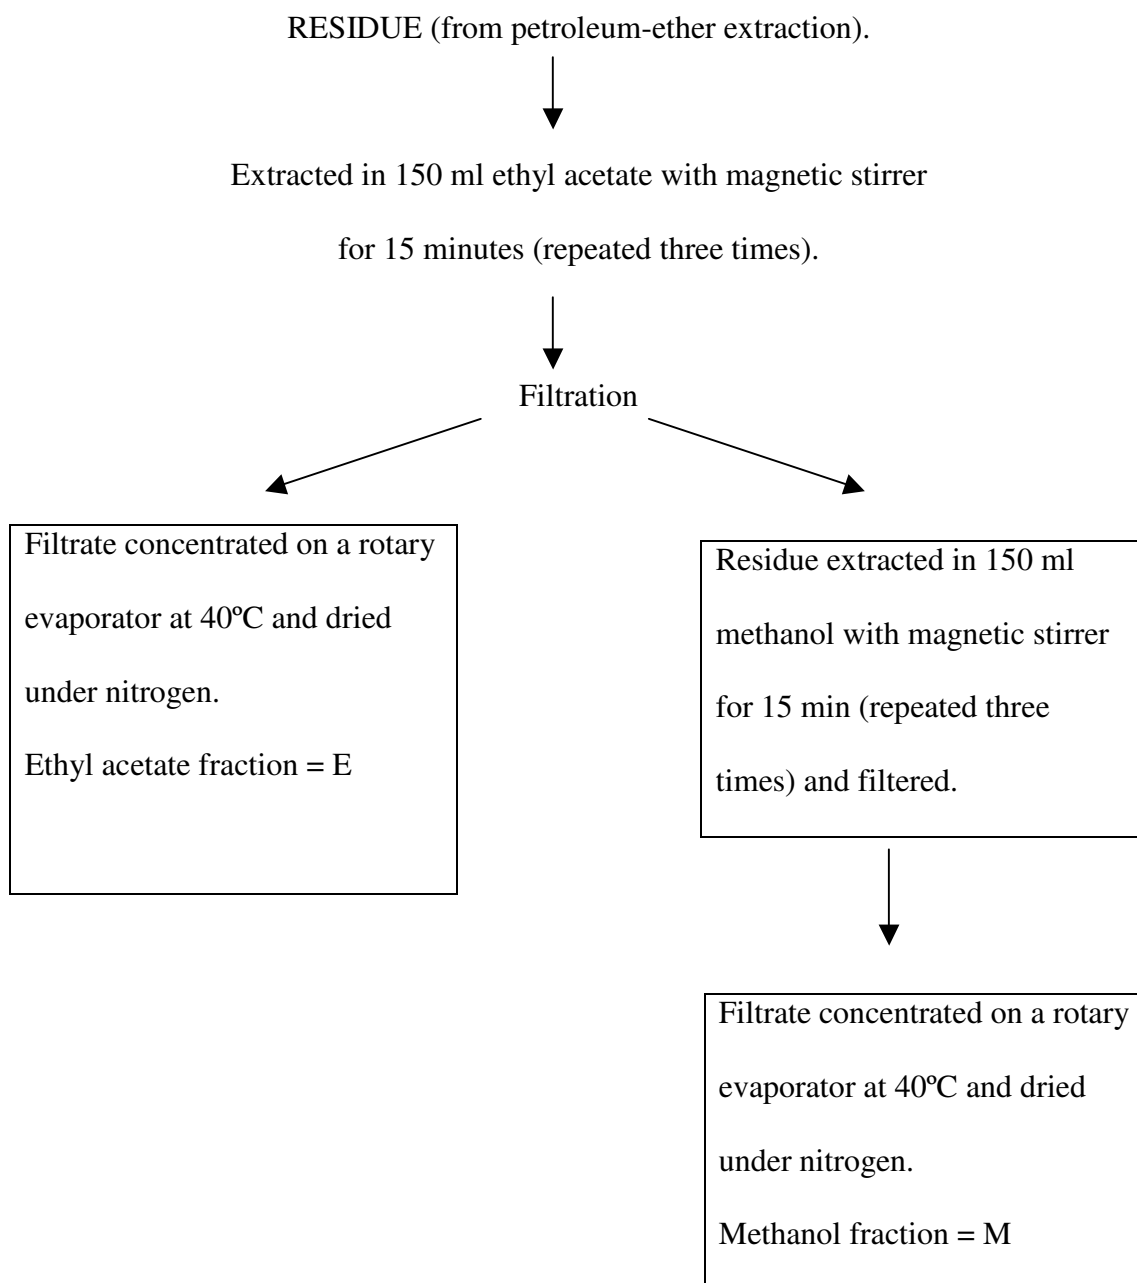 RESIDUE (from petroleum-ether extraction).
Extracted in 150 ml ethyl acetate with magnetic stirrer
for 15 minutes (repeated three times).
Filtration
Filtrate concentrated on a rotary
evaporator at 40ºC and dried
under nitrogen.
Ethyl acetate fraction = E
Residue extracted in 150 ml
methanol with magnetic stirrer
for 15 min (repeated three
times) and filtered.
Filtrate concentrated on a rotary
evaporator at 40ºC and dried
under nitrogen.
Methanol fraction = M